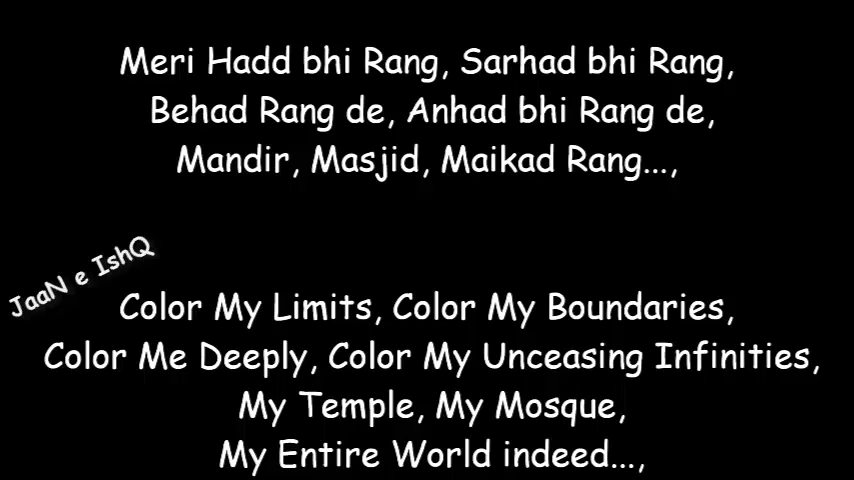 Meri Hadd bhi Rang, Sarhad bhi Rang,
Behad Rang de, Anhad bhi Rang de,
Mandir, Masjid, Maikad Rang...,
JaaN e IshQ
Color My Limits, Color My Boundaries,
Color Me Deeply, Color My Unceasing Infinities,
My Temple, My Mosque,
My Entire World indeed...,